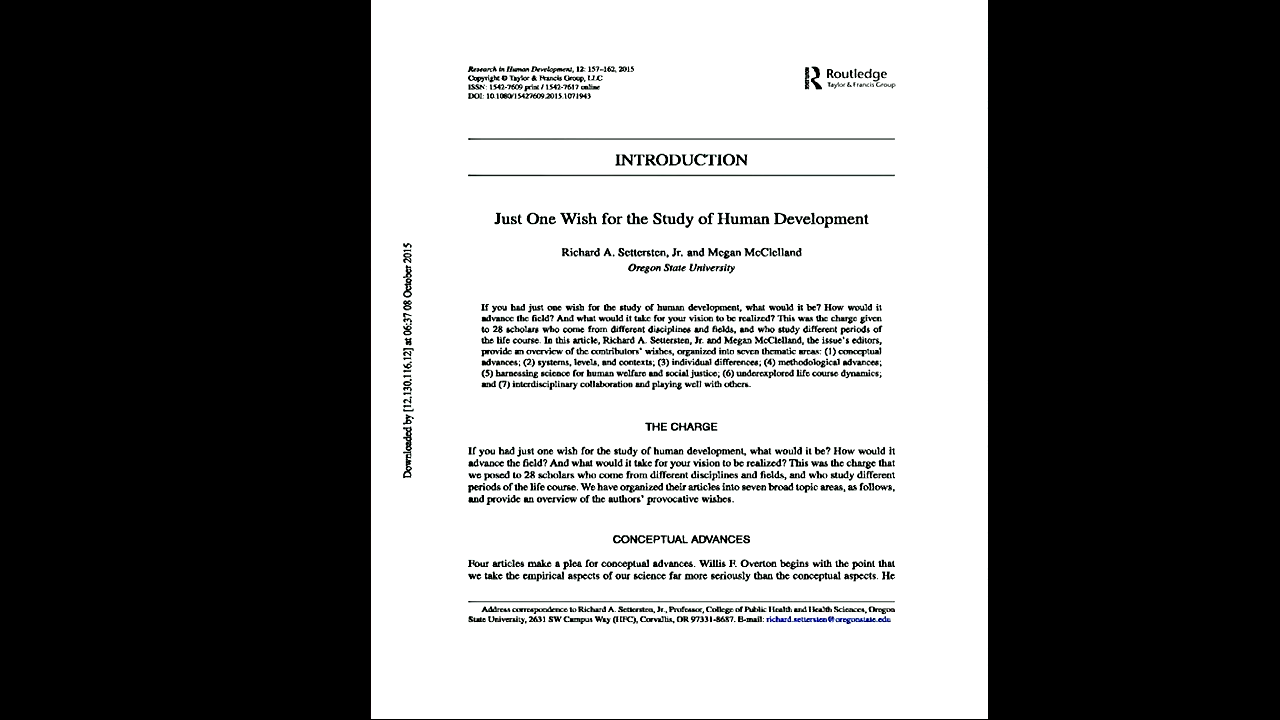 Research in Human Development, 12: 157–162, 2015
Copyright © Taylor & Francis Group, LLC
ISSN: 1542-7609 print / 1542-7617 online
DOI: 10.1080/15427609.2015.1071943
Routledge
Taylor & Francis Group
INTRODUCTION
Just One Wish for the Study of Human Development
Richard A. Settersten, Jr. and Megan McClelland
Oregon State University
If you had just one wish for the study of human development, what would it be? How would it
advance the field? And what would it take for your vision to be realized? This was the charge given
to 28 scholars who come from different disciplines and fields, and who study different periods of
the life course. In this article, Richard A. Settersten, Jr. and Megan McClelland, the issue's editors,
provide an overview of the contributors' wishes, organized into seven thematic areas: (1) conceptual
advances; (2) systems, levels, and contexts; (3) individual differences; (4) methodological advances;
(5) harnessing science for human welfare and social justice; (6) underexplored life course dynamics;
and (7) interdisciplinary collaboration and playing well with others.
THE CHARGE
If you had just one wish for the study of human development, what would it be? How would it
advance the field? And what would it take for your vision to be realized? This was the charge that
we posed to 28 scholars who come from different disciplines and fields, and who study different
periods of the life course. We have organized their articles into seven broad topic areas, as follows,
and provide an overview of the authors' provocative wishes.
CONCEPTUAL ADVANCES
Four articles make a plea for conceptual advances. Willis F. Overton begins with the point that
we take the empirical aspects of our science far more seriously than the conceptual aspects. He
Address correspondence to Richard A. Settersten, Jr., Professor, College of Public Health and Health Sciences, Oregon
State University, 2631 SW Campus Way (HFC), Corvallis, OR 97331-8687. E-mail: richard.settersten@oregonstate.edu
Downloaded by [12.130.116.12] at 06:37 08 October 2015